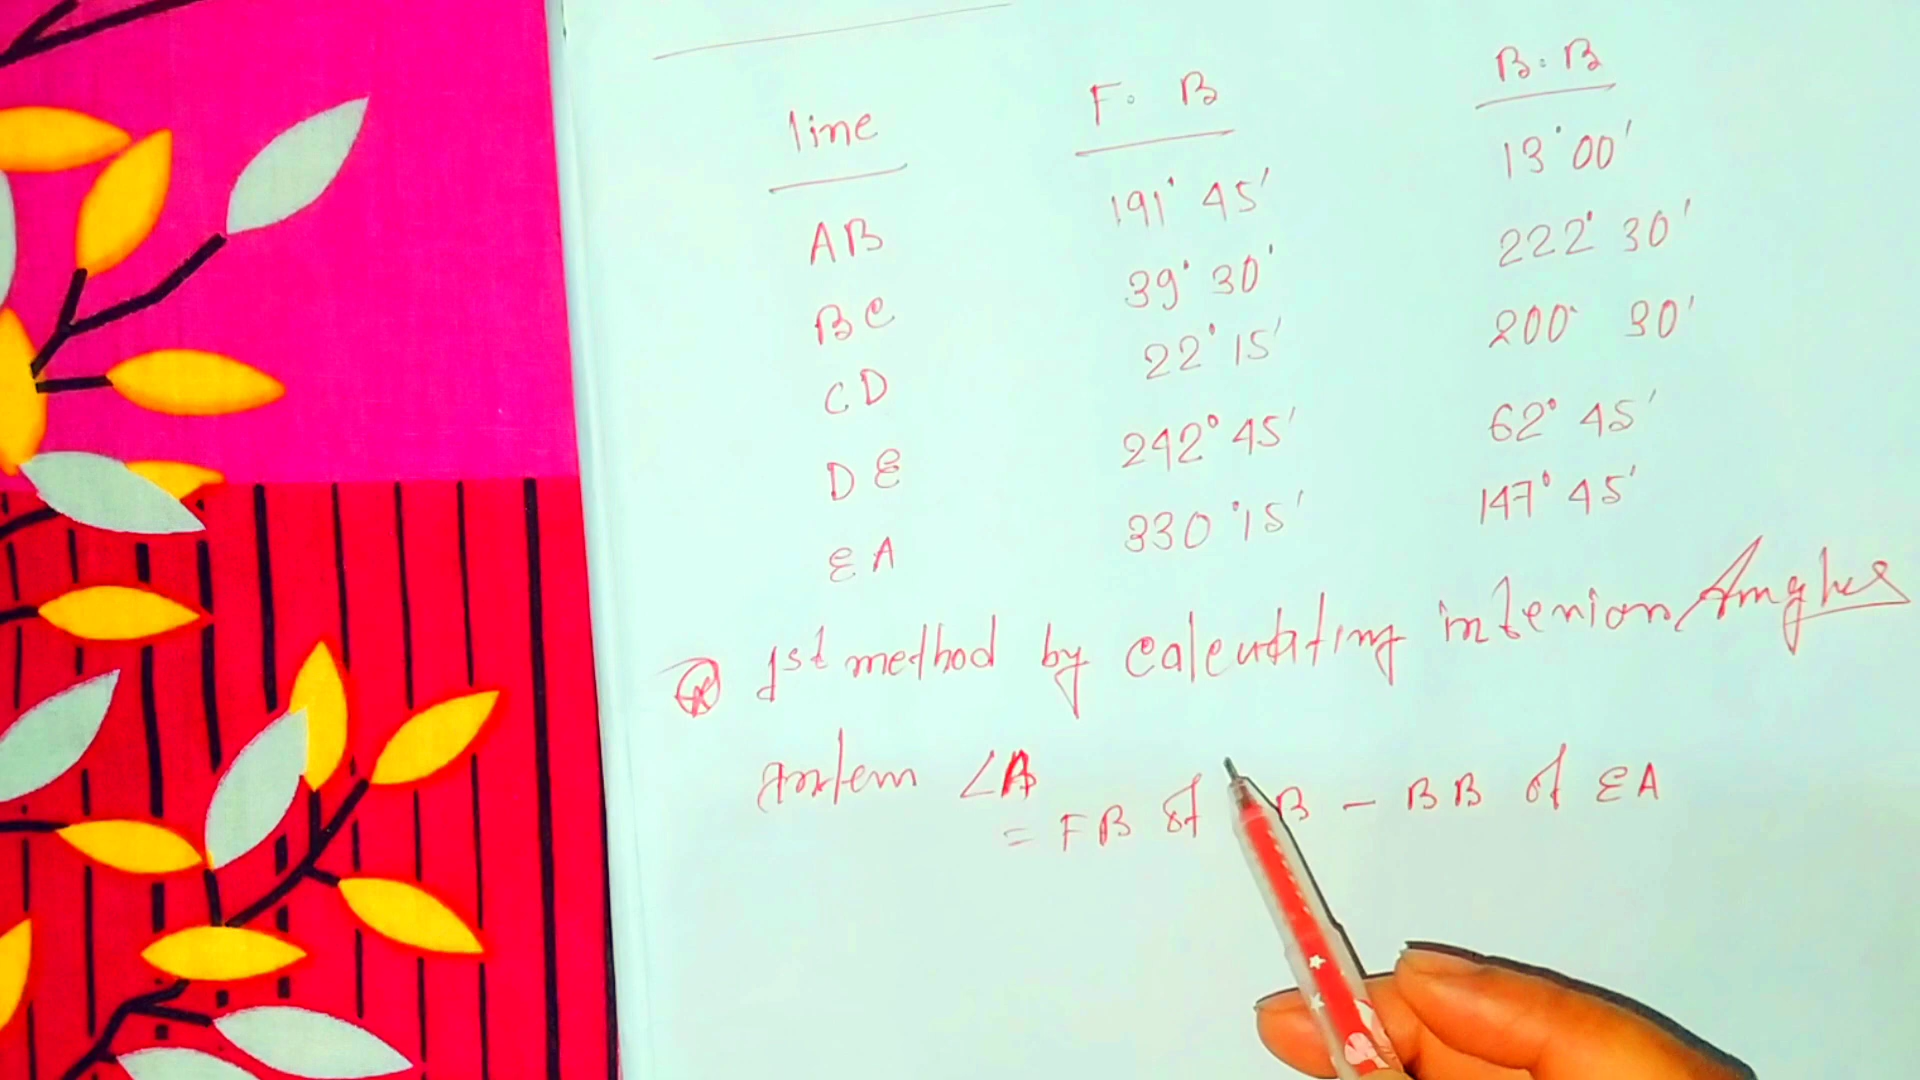 line F. B B.B
AB 191° 45' 13° 00'
BC 39° 30' 222° 30'
CD 22° 15' 200° 30'
DE 242° 45' 62° 45'
EA 330° 15' 147° 45'
1st method by calculating interior Angles
∠A
= FB of B - BB of EA